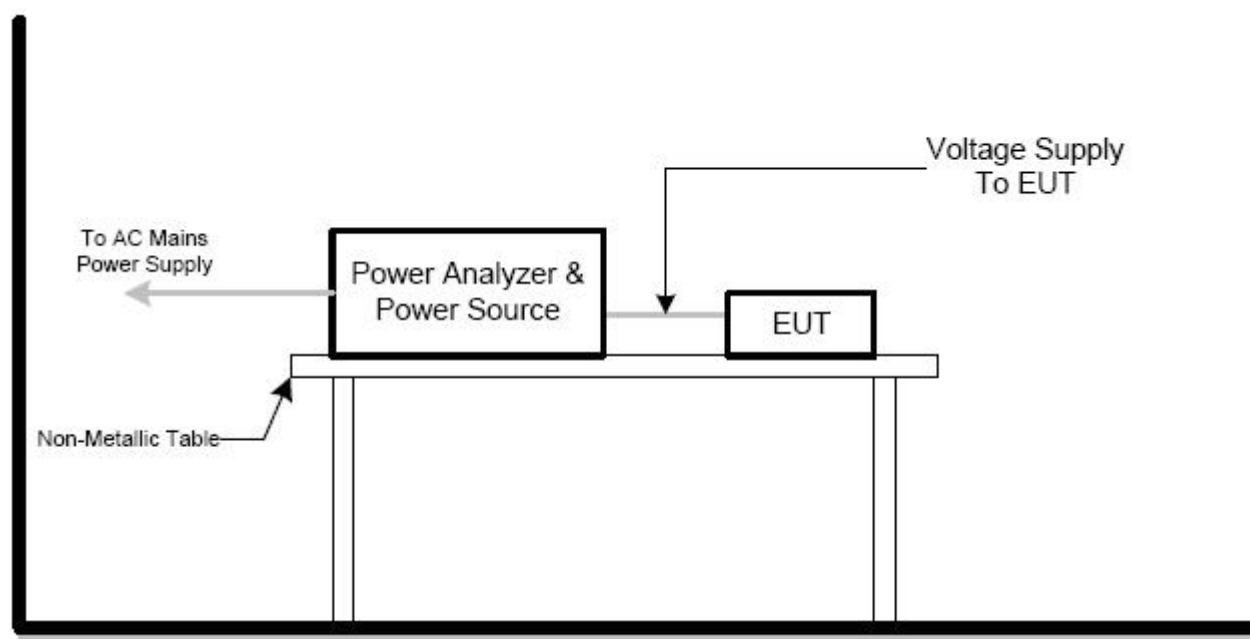 Voltage Supply
To EUT
To AC Mains
Power Supply
Power Analyzer &
Power Source
EUT
Non-Metallic Table